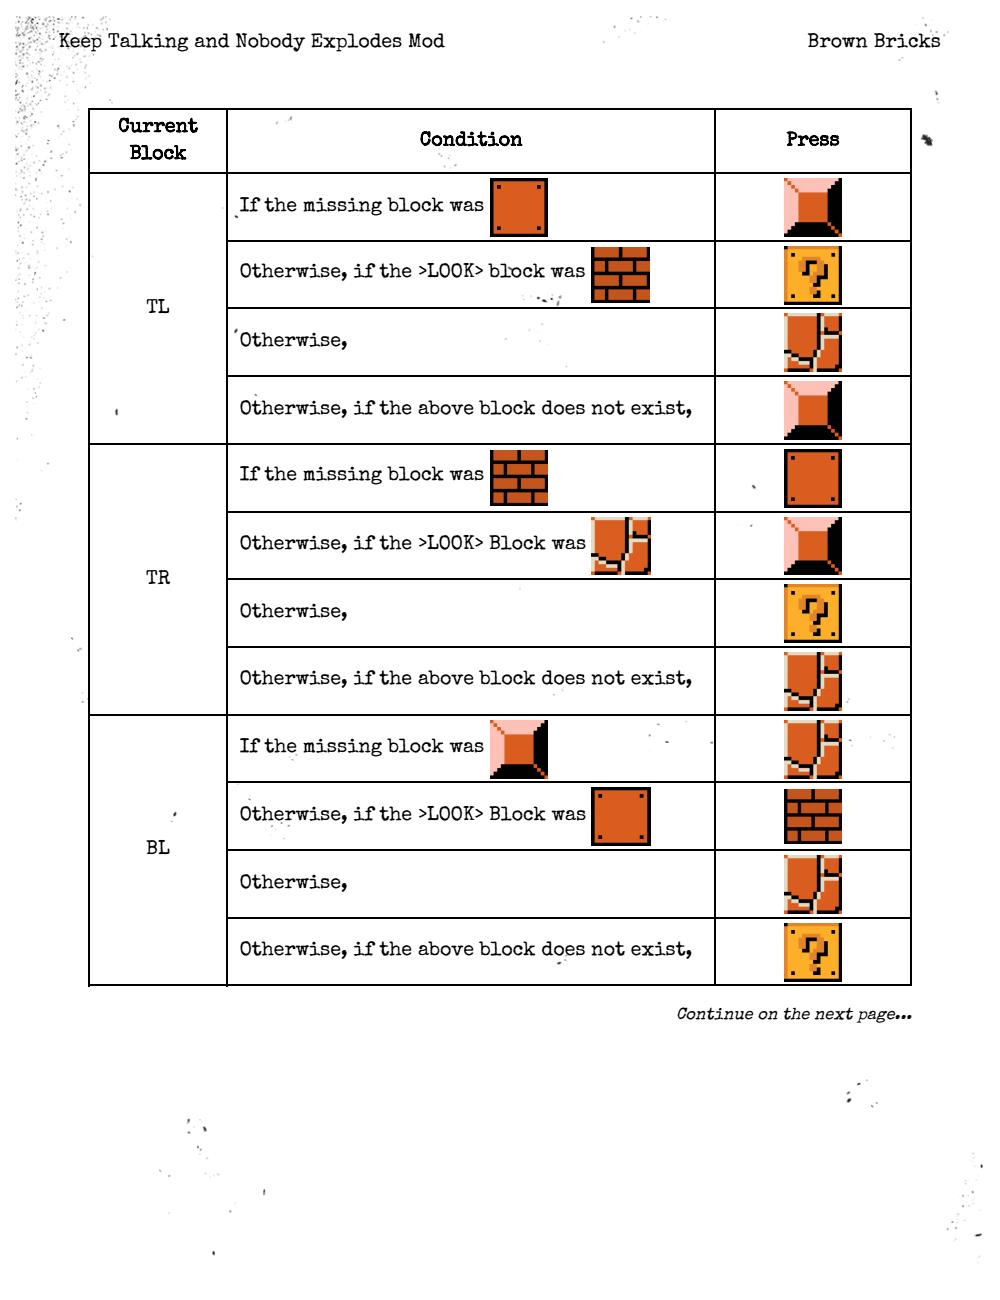 Keep Talking and Nobody Explodes Mod
Brown Bricks
Current
Block
Condition
Press
TL
If the missing block was
Otherwise, if the >LOOK> block was
?
Otherwise,
Otherwise, if the above block does not exist,
TR
If the missing block was
Otherwise, if the >LOOK> Block was
Otherwise,
?
Otherwise, if the above block does not exist,
BL
If the missing block was
Otherwise, if the >LOOK> Block was
Otherwise,
Otherwise, if the above block does not exist,
?
Continue on the next page...